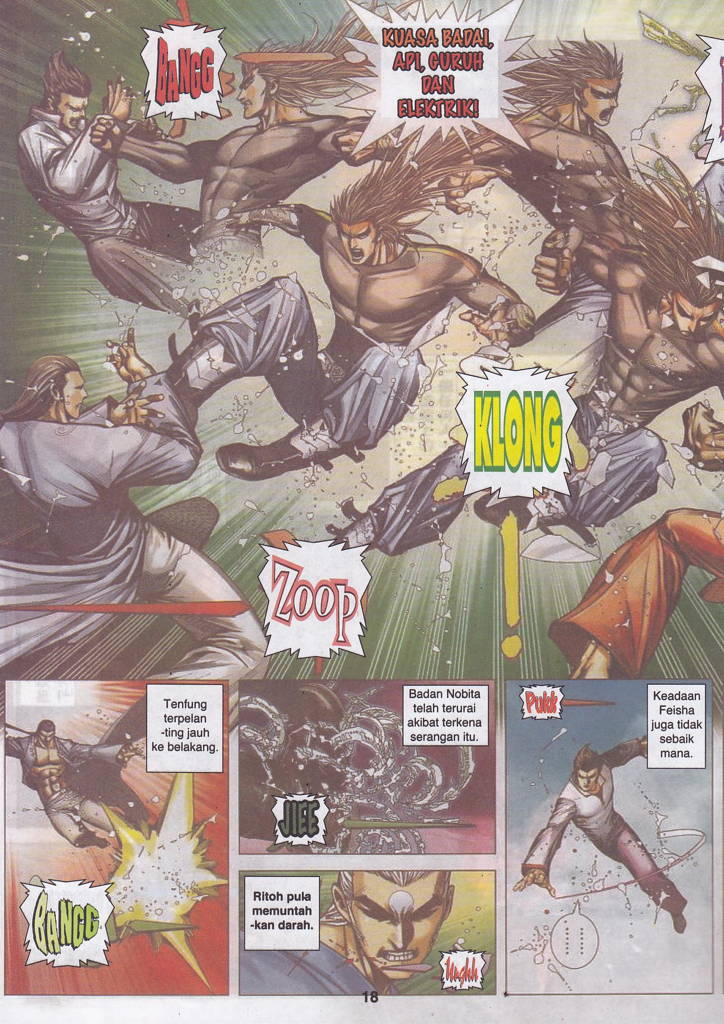 BANGG
KUASA BADAI,
API, GURUH
DAN
ELEKTRIK!
KLONG
!
ZOOP
Tenfung
terpelan
-ting jauh
ke belakang.
BANGG
Badan Nobita
telah terurai
akibat terkena
serangan itu.
JIEE
Ritoh pula
memuntah
-kan darah.
Pukk
Keadaan
Feisha
juga tidak
sebaik
mana.
18